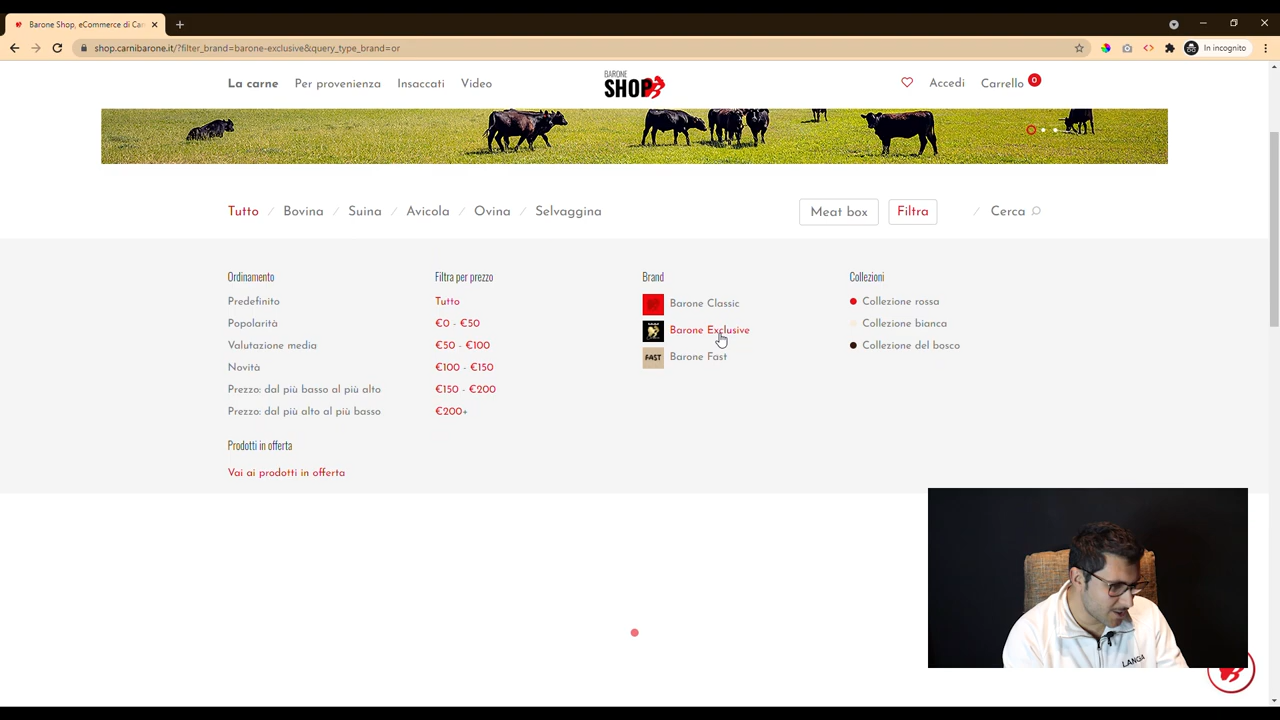 Barone Shop, eCommerce di Car
shop.carnibarone.it/?filter_brand=barone-exclusive&query_type_brand=or
In incognito
La carne
Per provenienza
Insaccati
Video
BARONE
SHOP
Accedi
Carrello
0
Tutto / Bovina / Suina / Avicola / Ovina / Selvaggina
Meat box
Filtra
/ Cerca
Ordinamento
Predefinito
Popolarità
Valutazione media
Novità
Prezzo: dal più basso al più alto
Prezzo: dal più alto al più basso
Prodotti in offerta
Vai ai prodotti in offerta
Filtra per prezzo
Tutto
€0 - €50
€50 - €100
€100 - €150
€150 - €200
€200+
Brand
Barone Classic
Barone Exclusive
FAST
Barone Fast
Collezioni
Collezione rossa
Collezione bianca
Collezione del bosco
LANGA